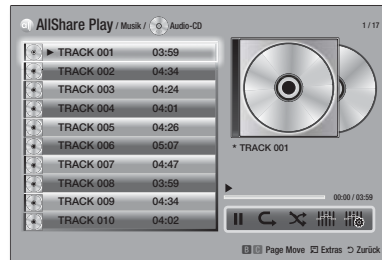 AllShare Play / Musik / Audio-CD 1 / 17
TRACK 001 03:59
TRACK 002 04:34
TRACK 003 04:24
TRACK 004 04:01
TRACK 005 04:26
TRACK 006 05:07
TRACK 007 04:47
TRACK 008 03:59
TRACK 009 04:34
TRACK 010 04:02
* TRACK 001
00:00 / 03:59
B C Page Move Extras Zurück